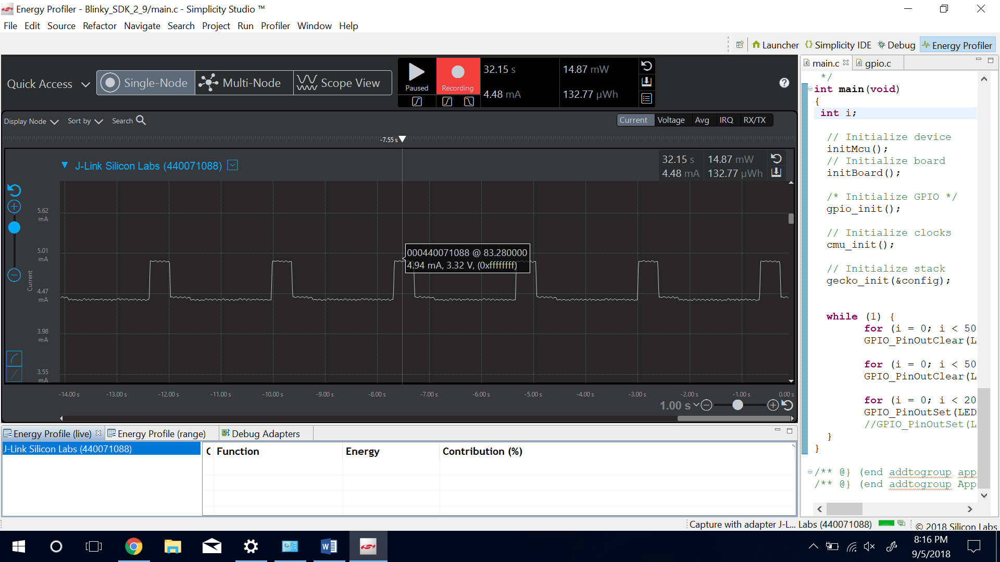 Energy Profiler - Blinky_SDK_2_9/main.c - Simplicity Studio ™
File Edit Source Refactor Navigate Search Project Run Profiler Window Help
Launcher Simplicity IDE Debug Energy Profiler
Quick Access Single-Node Multi-Node Scope View
Paused Recording
32.15 s 14.87 mW
4.48 mA 132.77 µWh
Display Node Sort by Search
Current Voltage Avg IRQ RX/TX
-7.55 s
J-Link Silicon Labs (440071088)
32.15 s 14.87 mW
4.48 mA 132.77 µWh
5.62
mA
5.01
mA
4.47
mA
3.98
mA
3.55
mA
Current
000440071088 @ 83.280000
4.94 mA, 3.32 V, (0xffffffff)
-14.00 s -13.00 s -12.00 s -11.00 s -10.00 s -9.00 s -8.00 s -7.00 s -6.00 s -5.00 s -4.00 s -3.00 s -2.00 s -1.00 s 0.00 s
1.00 s
main.c gpio.c
*/
int main(void)
{
int i;
// Initialize device
initMcu();
// Initialize board
initBoard();
/* Initialize GPIO */
gpio_init();
// Initialize clocks
cmu_init();
// Initialize stack
gecko_init(&config);
while (1) {
for (i = 0; i < 50
GPIO_PinOutClear(L
for (i = 0; i < 50
GPIO_PinOutClear(L
for (i = 0; i < 20
GPIO_PinOutSet(LED
//GPIO_PinOutSet(L
}
}
/** @} (end addtogroup app
/** @} (end addtogroup App
Energy Profile (live) Energy Profile (range) Debug Adapters
J-Link Silicon Labs (440071088)
C Function Energy Contribution (%)
Capture with adapter J-L... Labs (440071088)
© 2018 Silicon Labs
8:16 PM
9/5/2018